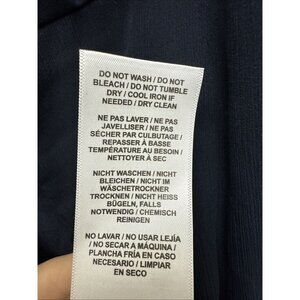 DO NOT WASH / DO NOT
BLEACH / DO NOT TUMBLE
DRY / COOL IRON IF
NEEDED / DRY CLEAN
NE PAS LAVER / NE PAS
JAVELLISER / NE PAS
SÉCHER PAR CULBUTAGE /
REPASSER À BASSE
TEMPÉRATURE AU BESOIN /
NETTOYER À SEC
NICHT WASCHEN / NICHT
BLEICHEN / NICHT IM
WÄSCHETROCKNER
TROCKNEN / NICHT HEISS
BÜGELN, FALLS
NOTWENDIG / CHEMISCH
REINIGEN
NO LAVAR / NO USAR LEJÍA
/ NO SECAR A MÁQUINA /
PLANCHA FRÍA EN CASO
NECESARIO / LIMPIAR
EN SECO